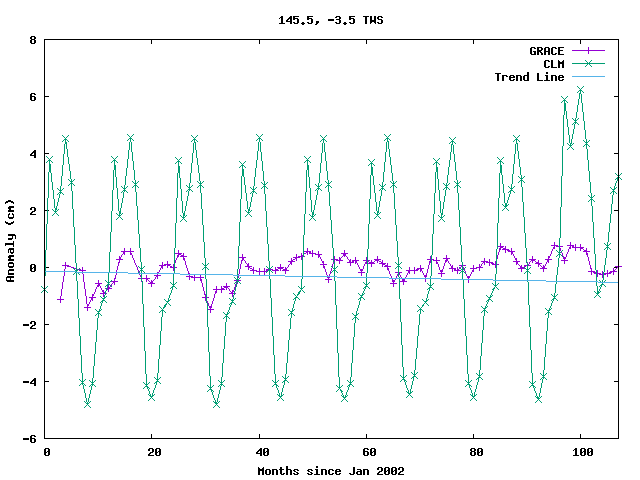 145.5, -3.5 TWS
GRACE
CLM
Trend Line
Anomaly (cm)
8
6
4
2
0
-2
-4
-6
0 20 40 60 80 100
Months since Jan 2002